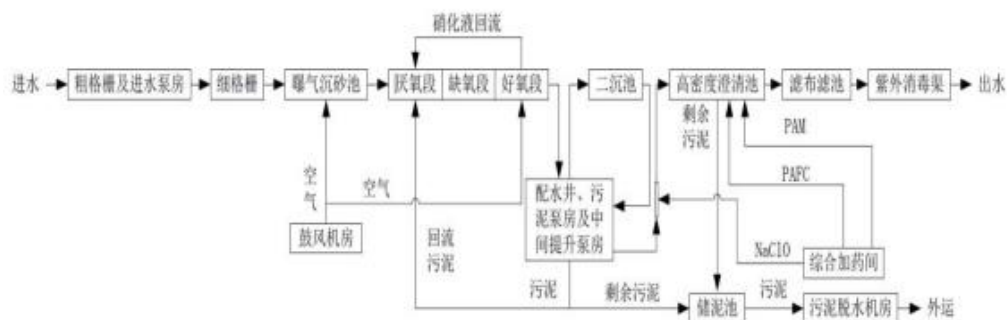 硝化液回流
进水
粗格栅及进水泵房
细格栅
曝气沉砂池
厌氧段
缺氧段
好氧段
二沉池
高密度澄清池
滤布滤池
紫外消毒渠
出水
剩余
污泥
PAM
PAFC
空气
空气
鼓风机房
回流
污泥
配水井、污
泥泵房及中
间提升泵房
NaClO
综合加药间
污泥
剩余污泥
储泥池
污泥
污泥脱水机房
外运